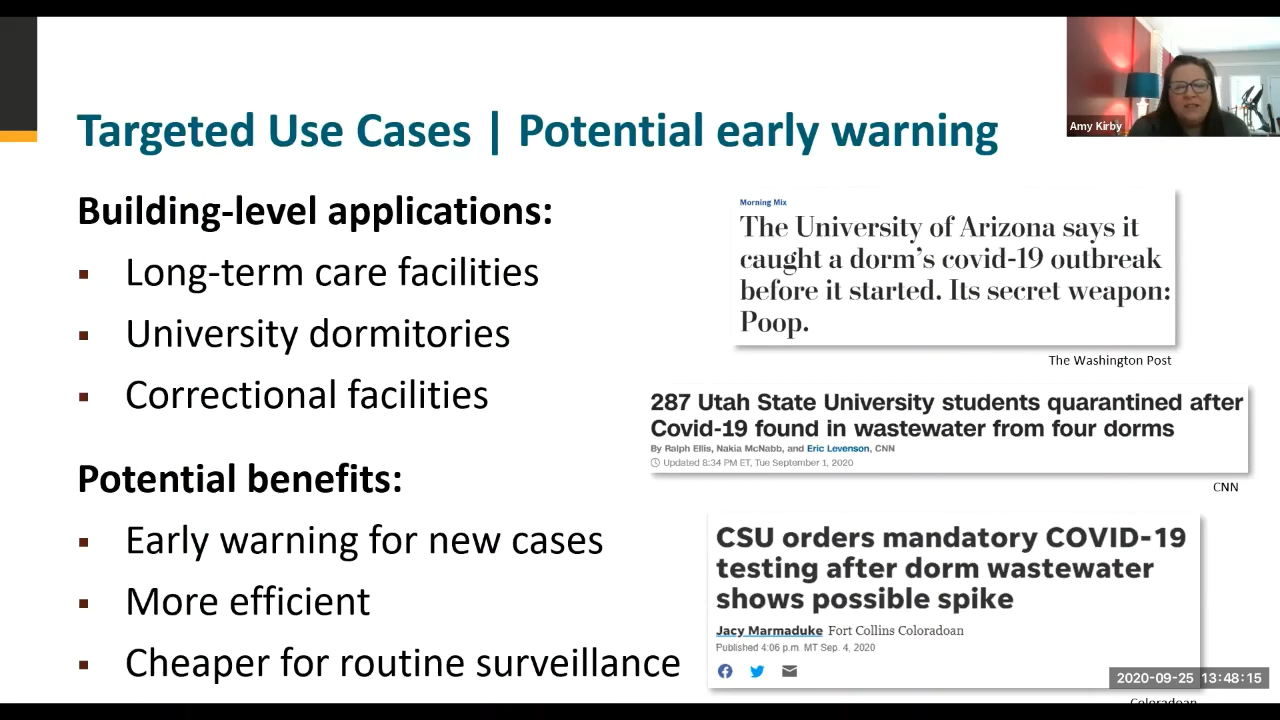 Amy Kirby
Targeted Use Cases | Potential early warning
Building-level applications:
▪ Long-term care facilities
▪ University dormitories
▪ Correctional facilities
Potential benefits:
▪ Early warning for new cases
▪ More efficient
▪ Cheaper for routine surveillance
Morning Mix
The University of Arizona says it
caught a dorm's covid-19 outbreak
before it started. Its secret weapon:
Poop.
The Washington Post
287 Utah State University students quarantined after
Covid-19 found in wastewater from four dorms
By Ralph Ellis, Nakia McNabb, and Eric Levenson, CNN
Updated 8:34 PM ET, Tue September 1, 2020
CNN
CSU orders mandatory COVID-19
testing after dorm wastewater
shows possible spike
Jacy Marmaduke Fort Collins Coloradoan
Published 4:06 p.m. MT Sep. 4, 2020
2020-09-25 13:48:15
Coloradoan